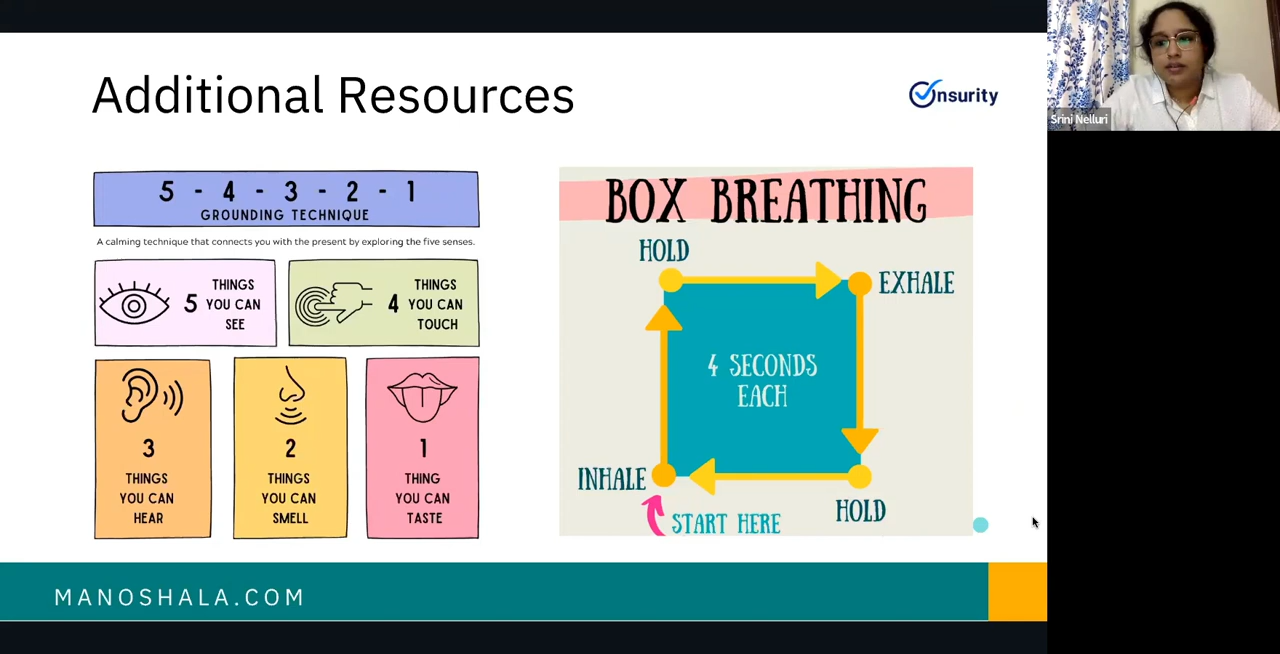 Additional Resources
Onsurity
Srini Nelluri
5 - 4 - 3 - 2 - 1
GROUNDING TECHNIQUE
A calming technique that connects you with the present by exploring the five senses.
5
THINGS
YOU CAN
SEE
4
THINGS
YOU CAN
TOUCH
3
THINGS
YOU CAN
HEAR
2
THINGS
YOU CAN
SMELL
1
THING
YOU CAN
TASTE
BOX BREATHING
HOLD
EXHALE
4 SECONDS
EACH
INHALE
HOLD
START HERE
MANOSHALA.COM